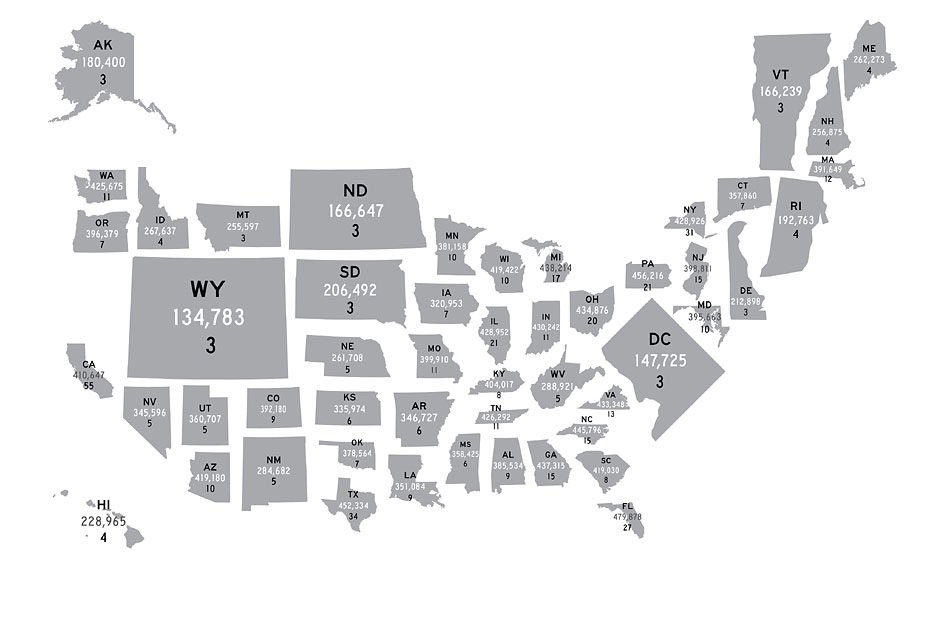 AK
180,400
3
VT
166,239
3
ME
262,273
4
NH
256,875
4
MA
391,649
12
WA
425,675
11
OR
396,379
7
ID
267,637
4
MT
255,597
3
ND
166,647
3
MN
381,158
10
WI
419,422
10
MI
438,214
17
NY
428,926
31
CT
357,860
7
RI
192,763
4
WY
134,783
3
SD
206,492
3
IA
320,953
7
IL
428,952
21
IN
430,242
11
OH
434,876
20
PA
456,216
21
NJ
398,811
15
DE
212,898
3
MD
395,663
10
DC
147,725
3
CA
410,647
55
NV
345,596
5
UT
360,707
5
CO
392,180
9
NE
261,708
5
KS
335,974
6
MO
399,910
11
KY
404,017
8
WV
288,921
5
VA
433,348
13
AR
346,727
6
TN
426,292
11
NC
445,796
15
AZ
419,180
10
NM
284,682
5
OK
378,564
7
TX
452,334
34
LA
351,084
9
MS
358,425
6
AL
385,534
9
GA
437,315
15
SC
419,030
8
FL
479,878
27
HI
228,965
4